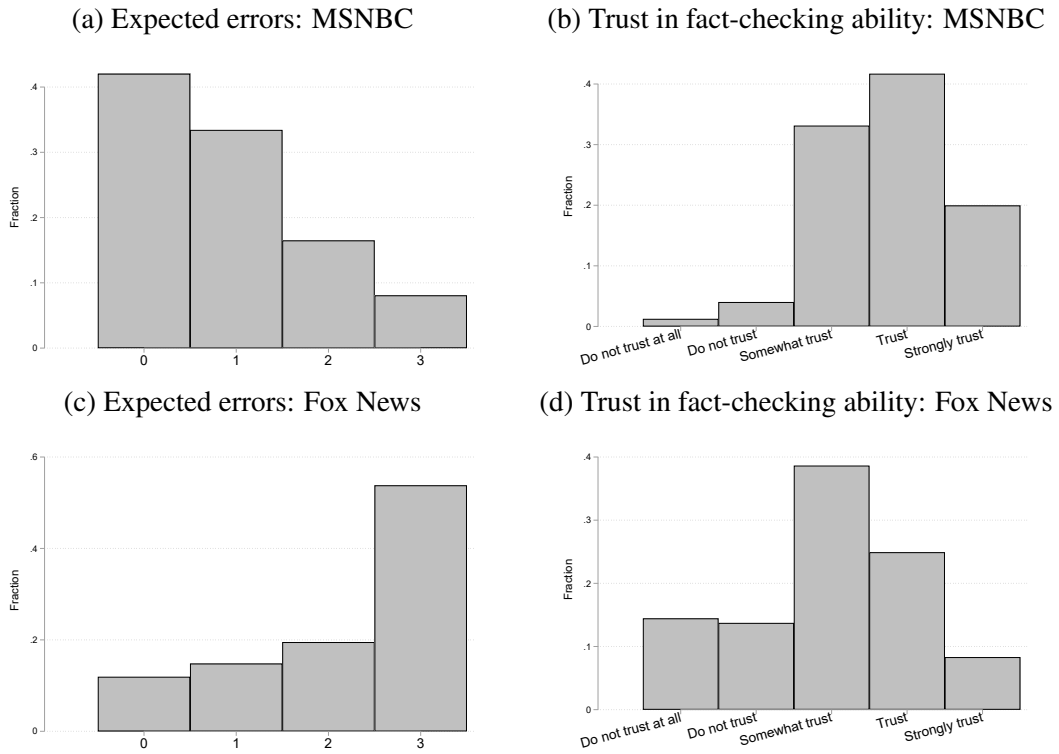 (a) Expected errors: MSNBC
(b) Trust in fact-checking ability: MSNBC
.4
.3
.2
.1
0
Fraction
0 1 2 3
.4
.3
.2
.1
0
Fraction
Do not trust at all Do not trust Somewhat trust Trust Strongly trust
(c) Expected errors: Fox News
(d) Trust in fact-checking ability: Fox News
.6
.4
.2
0
Fraction
0 1 2 3
.4
.3
.2
.1
0
Fraction
Do not trust at all Do not trust Somewhat trust Trust Strongly trust